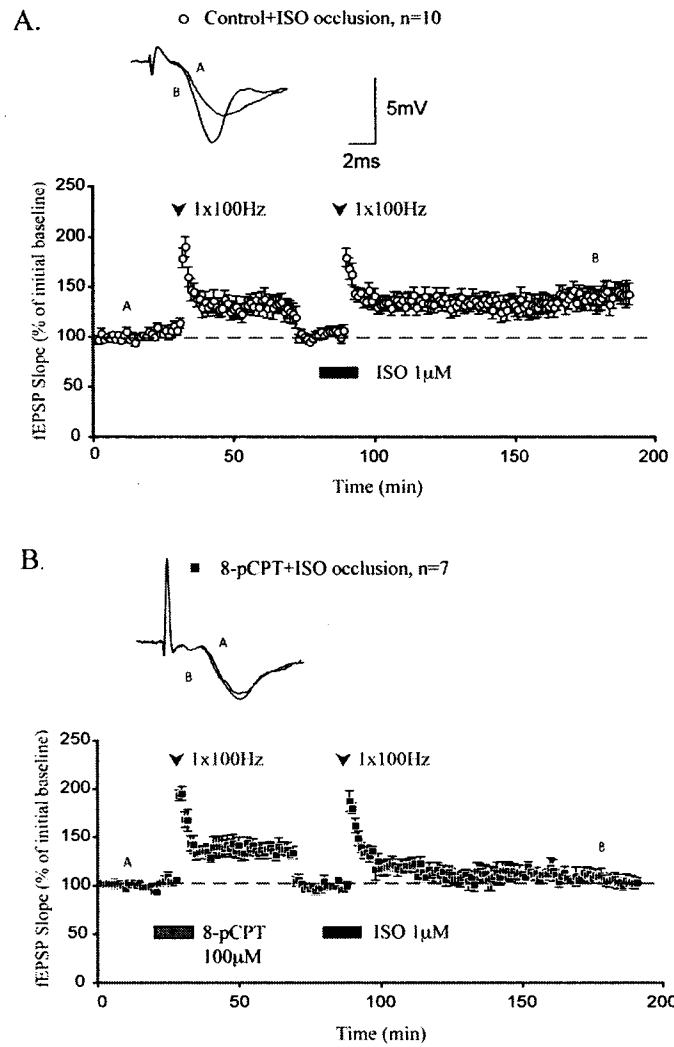 A.
Control+ISO occlusion, n=10
A
B
5mV
2ms
250
200
150
100
50
0
fEPSP Slope (% of initial baseline)
1x100Hz
1x100Hz
A
B
ISO 1µM
0
50
100
150
200
Time (min)
B.
8-pCPT+ISO occlusion, n=7
A
B
250
200
150
100
50
0
fEPSP Slope (% of initial baseline)
1x100Hz
1x100Hz
A
B
8-pCPT
100µM
ISO 1µM
0
50
100
150
200
Time (min)